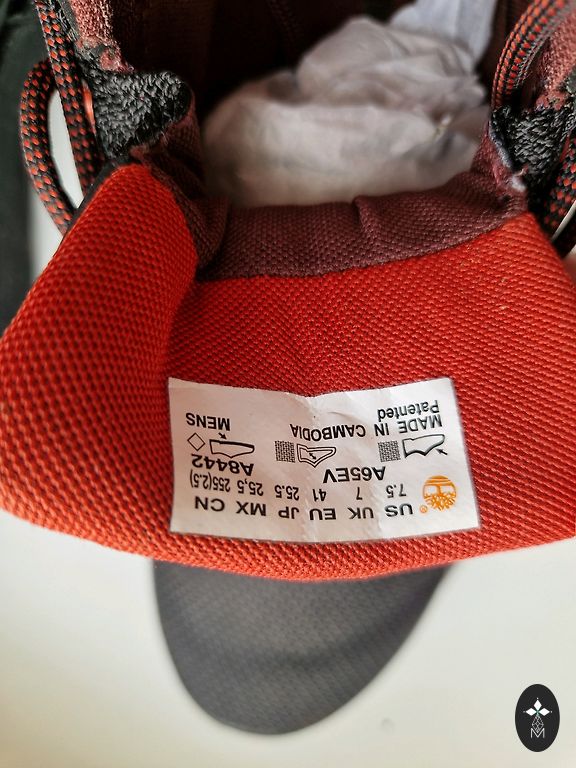 US UK EU JP MX CN
7.5 7 41 25.5 25,5 255(2.5)
A65EV A8442
MADE IN CAMBODIA MENS
Patented
M